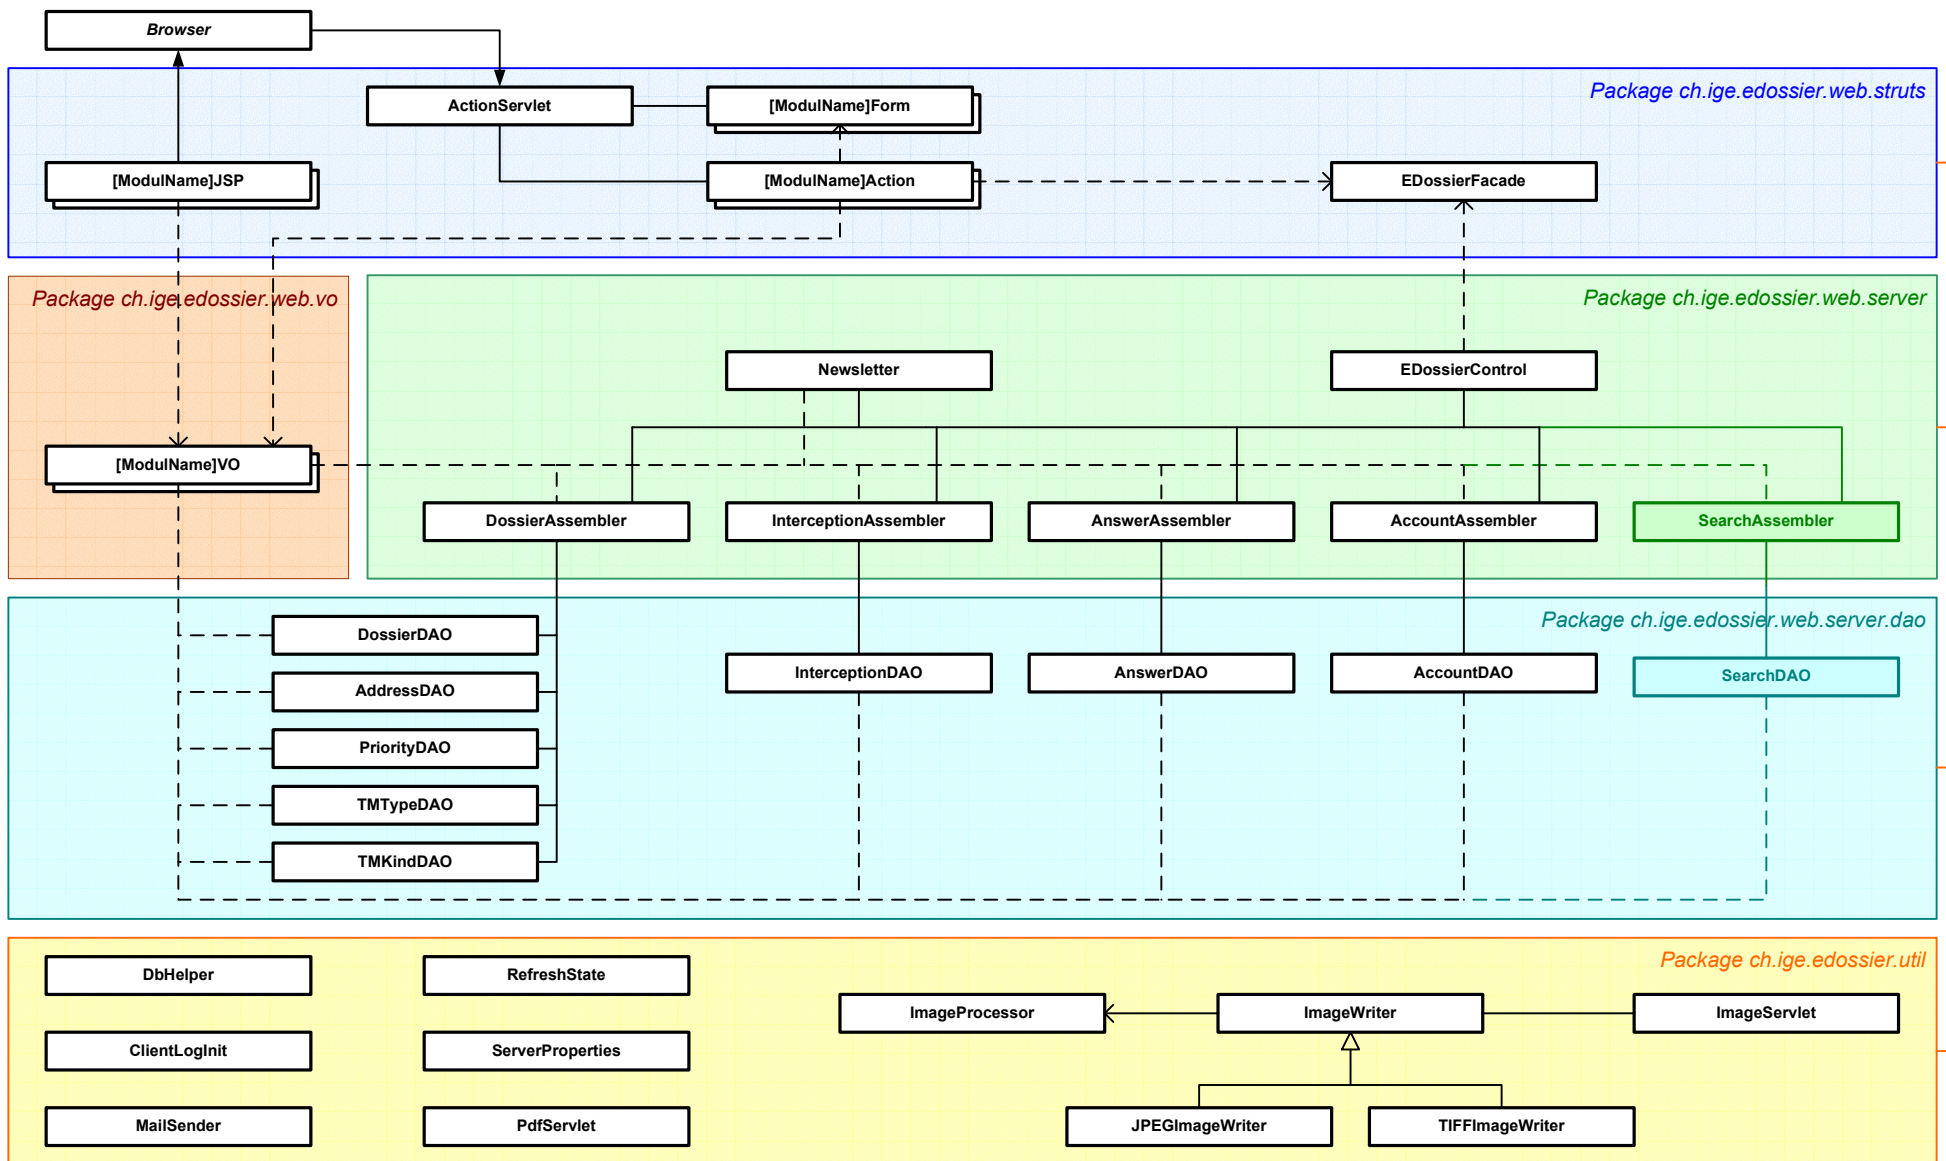 Browser
Package ch.ige.edossier.web.struts
ActionServlet
[ModulName]Form
[ModulName]JSP
[ModulName]Action
EDossierFacade
Package ch.ige.edossier.web.vo
Package ch.ige.edossier.web.server
Newsletter
EDossierControl
[ModulName]VO
DossierAssembler
InterceptionAssembler
AnswerAssembler
AccountAssembler
SearchAssembler
Package ch.ige.edossier.web.server.dao
DossierDAO
InterceptionDAO
AnswerDAO
AccountDAO
SearchDAO
AddressDAO
PriorityDAO
TMTypeDAO
TMKindDAO
Package ch.ige.edossier.util
DbHelper
RefreshState
ImageProcessor
ImageWriter
ImageServlet
ClientLogInit
ServerProperties
MailSender
PdfServlet
JPEGImageWriter
TIFFImageWriter